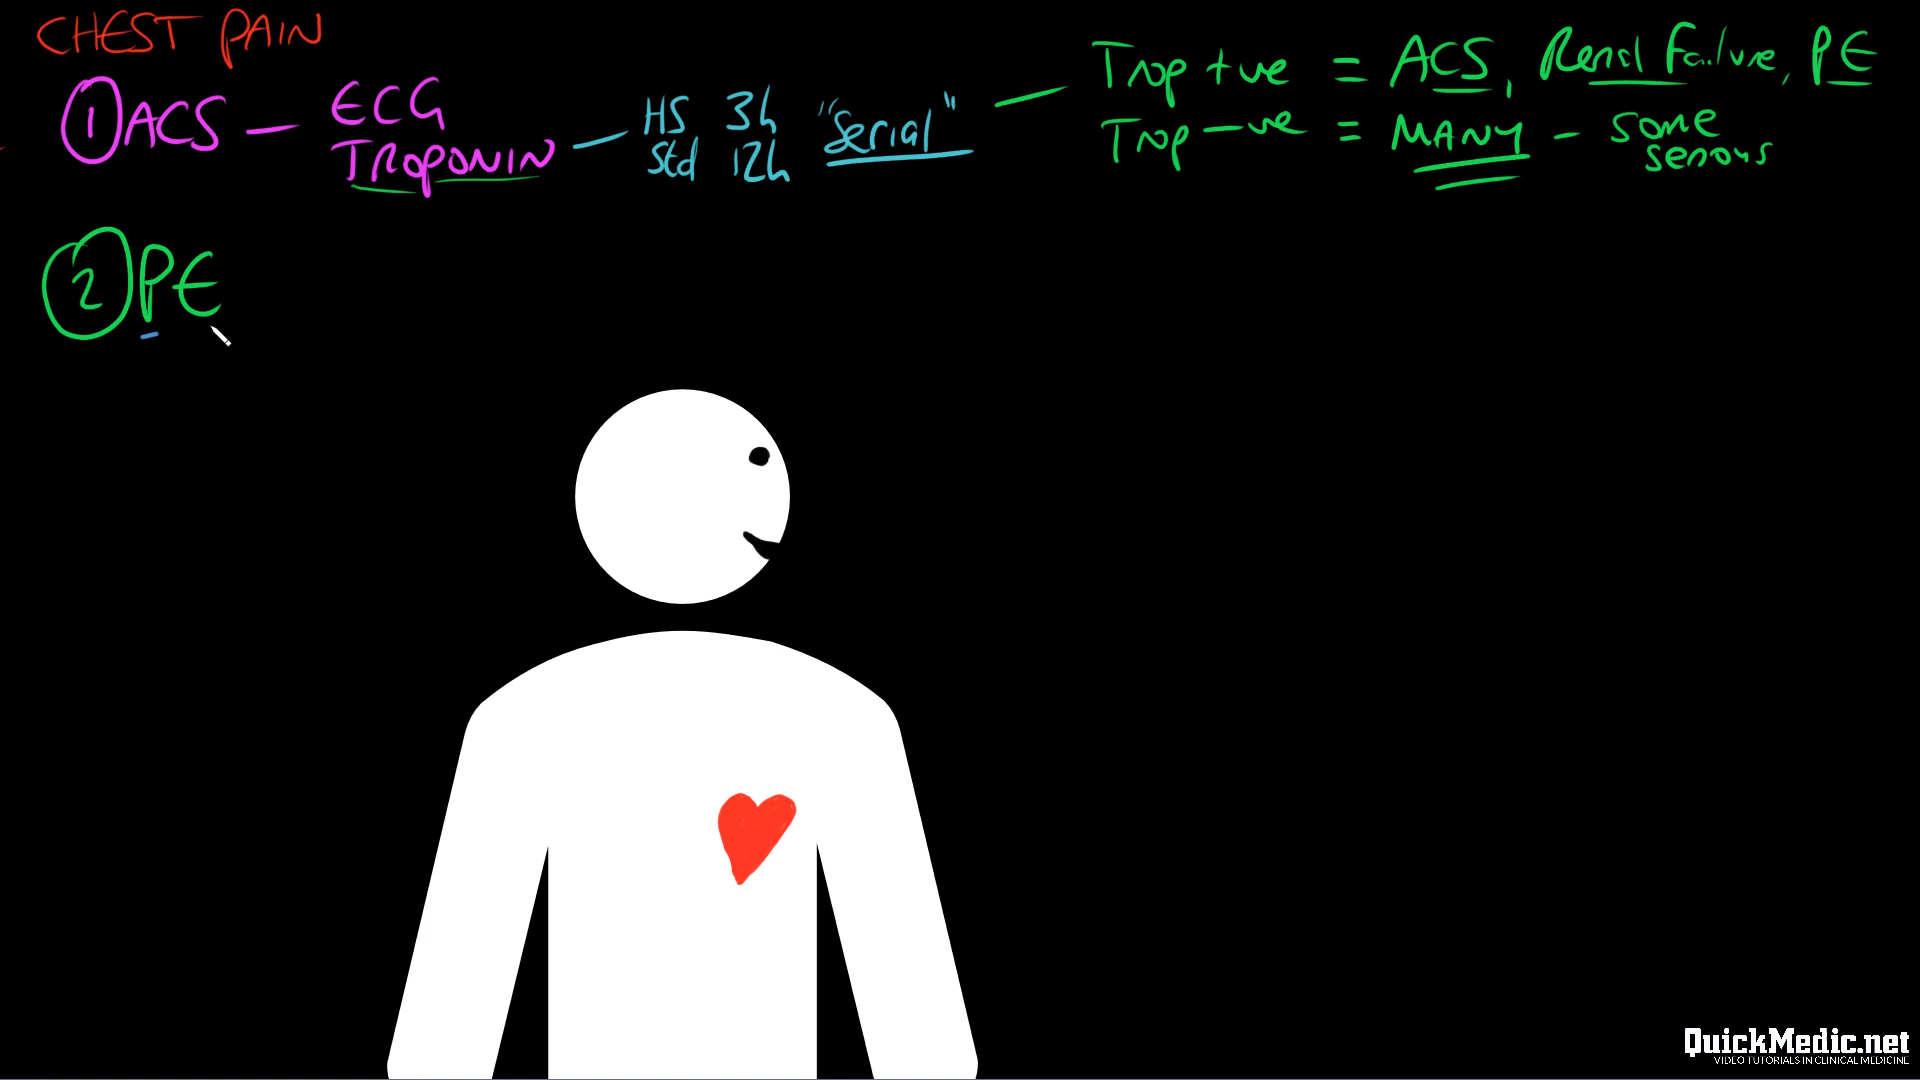 CHEST PAIN
① ACS — ECG
TROPONIN — HS 3h "Serial" — Trop +ve = ACS, Renal Failure, PE
Std 12h
Trop -ve = MANY - some serious
② PE
QuickMedic.net
VIDEO TUTORIALS IN CLINICAL MEDICINE